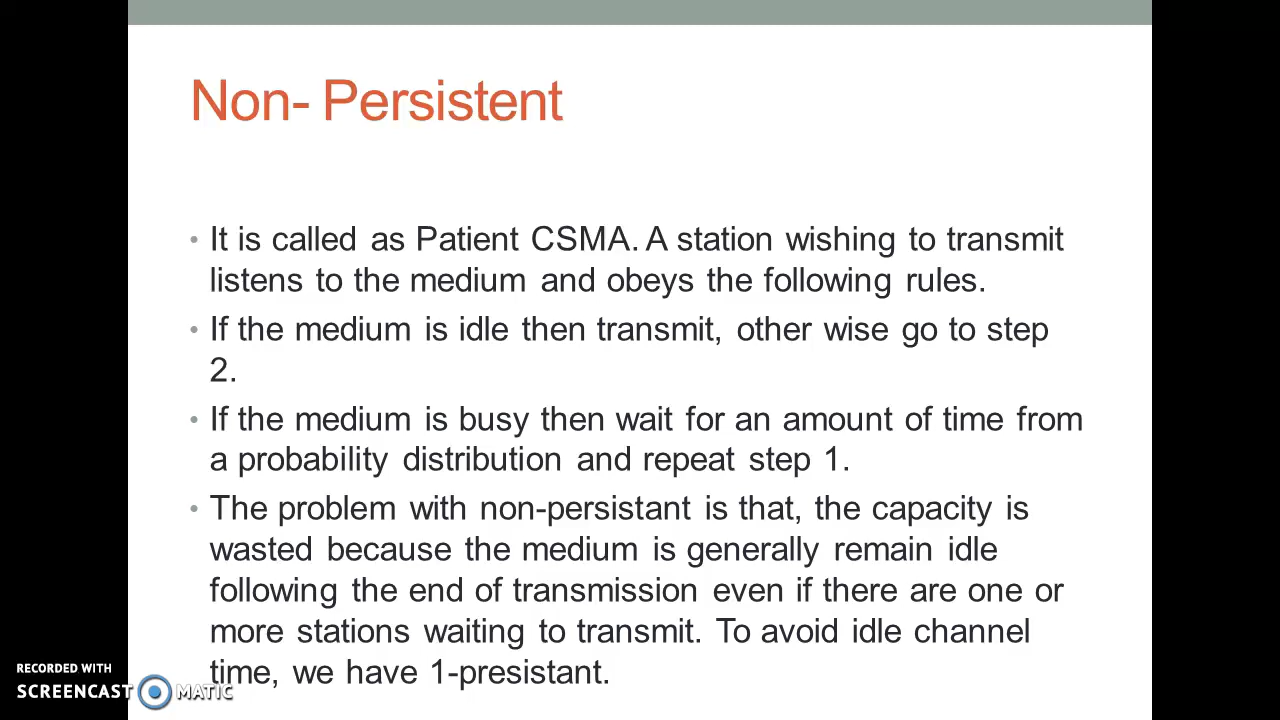 Non- Persistent
• It is called as Patient CSMA. A station wishing to transmit
listens to the medium and obeys the following rules.
• If the medium is idle then transmit, other wise go to step
2.
• If the medium is busy then wait for an amount of time from
a probability distribution and repeat step 1.
• The problem with non-persistant is that, the capacity is
wasted because the medium is generally remain idle
following the end of transmission even if there are one or
more stations waiting to transmit. To avoid idle channel
time, we have 1-presistant.
RECORDED WITH
SCREENCAST MATIC